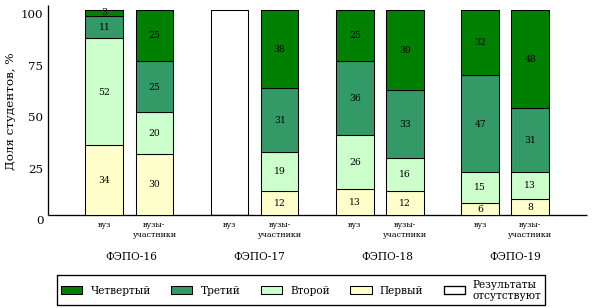 Доля студентов, %
100
75
50
25
0
3
11
52
34
25
25
20
30
38
31
19
12
25
36
26
13
39
33
16
12
32
47
15
6
48
31
13
8
вуз
вузы-
участники
вуз
вузы-
участники
вуз
вузы-
участники
вуз
вузы-
участники
ФЭПО-16 ФЭПО-17 ФЭПО-18 ФЭПО-19
Четвертый Третий Второй Первый Результаты
отсутствуют